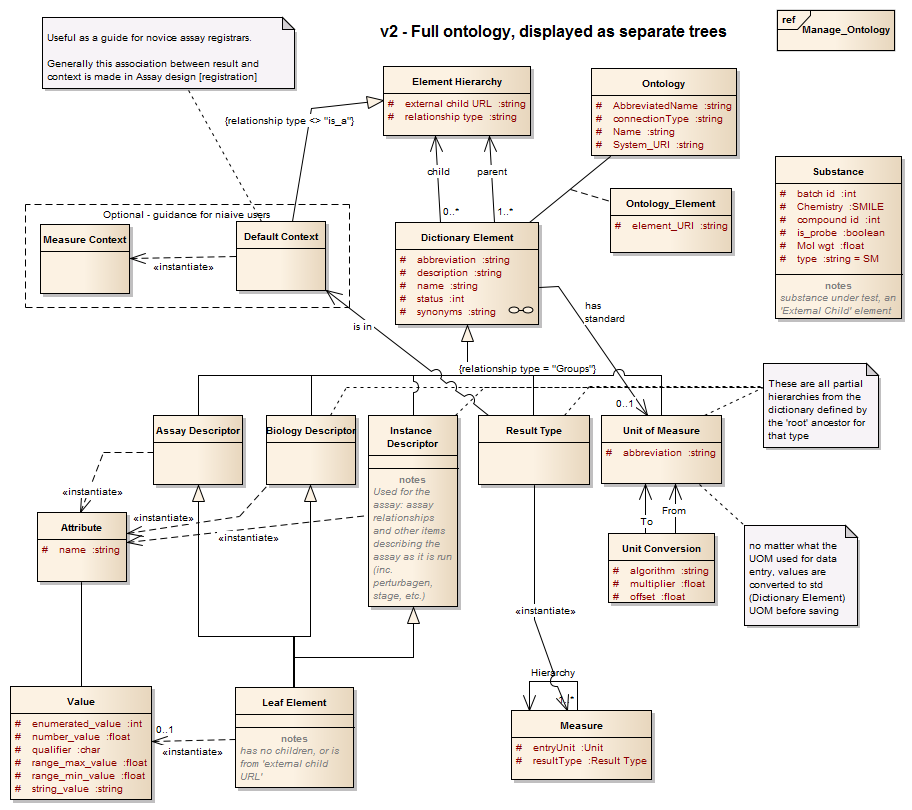 v2 - Full ontology, displayed as separate trees
ref
Manage_Ontology
Useful as a guide for novice assay registrars.
Generally this association between result and
context is made in Assay design [registration]
Element Hierarchy
# external child URL :string
# relationship type :string
Ontology
# AbbreviatedName :string
# connectionType :string
# Name :string
# System_URI :string
{relationship type <> "is_a"}
child
parent
0..*
1..*
Substance
# batch id :int
# Chemistry :SMILE
# compound id :int
# is_probe :boolean
# Mol wgt :float
# type :string = SM
notes
substance under test, an
'External Child' element
Ontology_Element
# element_URI :string
Optional - guidance for niaive users
Measure Context
Default Context
«instantiate»
Dictionary Element
# abbreviation :string
# description :string
# name :string
# status :int
# synonyms :string
is in
has
standard
{relationship type = "Groups"}
0..1
These are all partial
hierarchies from the
dictionary defined by
the 'root' ancestor for
that type
Assay Descriptor
Biology Descriptor
Instance
Descriptor
notes
Used for the
assay: assay
relationships
and other items
describing the
assay as it is run
(inc.
perturbagen,
stage, etc.)
Result Type
Unit of Measure
# abbreviation :string
«instantiate»
«instantiate»
«instantiate»
Attribute
# name :string
To
From
Unit Conversion
# algorithm :string
# multiplier :float
# offset :float
no matter what the
UOM used for data
entry, values are
converted to std
(Dictionary Element)
UOM before saving
«instantiate»
Hierarchy
1..*
Value
# enumerated_value :int
# number_value :float
# qualifier :char
# range_max_value :float
# range_min_value :float
# string_value :string
0..1
«instantiate»
Leaf Element
notes
has no children, or is
from 'external child
URL'
Measure
# entryUnit :Unit
# resultType :Result Type